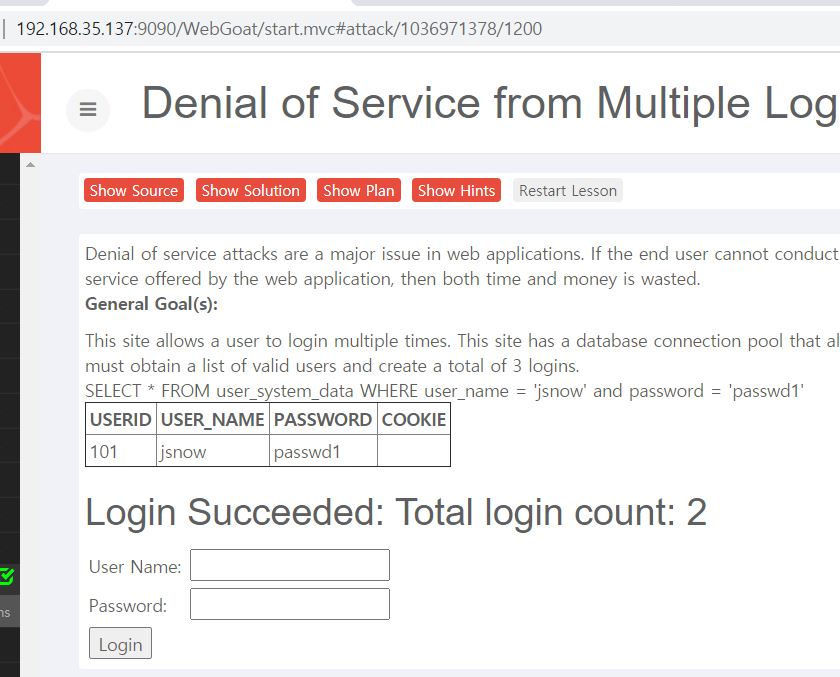 192.168.35.137:9090/WebGoat/start.mvc#attack/1036971378/1200
Denial of Service from Multiple Log
Show Source Show Solution Show Plan Show Hints Restart Lesson
Denial of service attacks are a major issue in web applications. If the end user cannot conduct
service offered by the web application, then both time and money is wasted.
General Goal(s):
This site allows a user to login multiple times. This site has a database connection pool that al
must obtain a list of valid users and create a total of 3 logins.
SELECT * FROM user_system_data WHERE user_name = 'jsnow' and password = 'passwd1'
USERID USER_NAME PASSWORD COOKIE
101 jsnow passwd1
Login Succeeded: Total login count: 2
User Name:
ns
Password:
Login